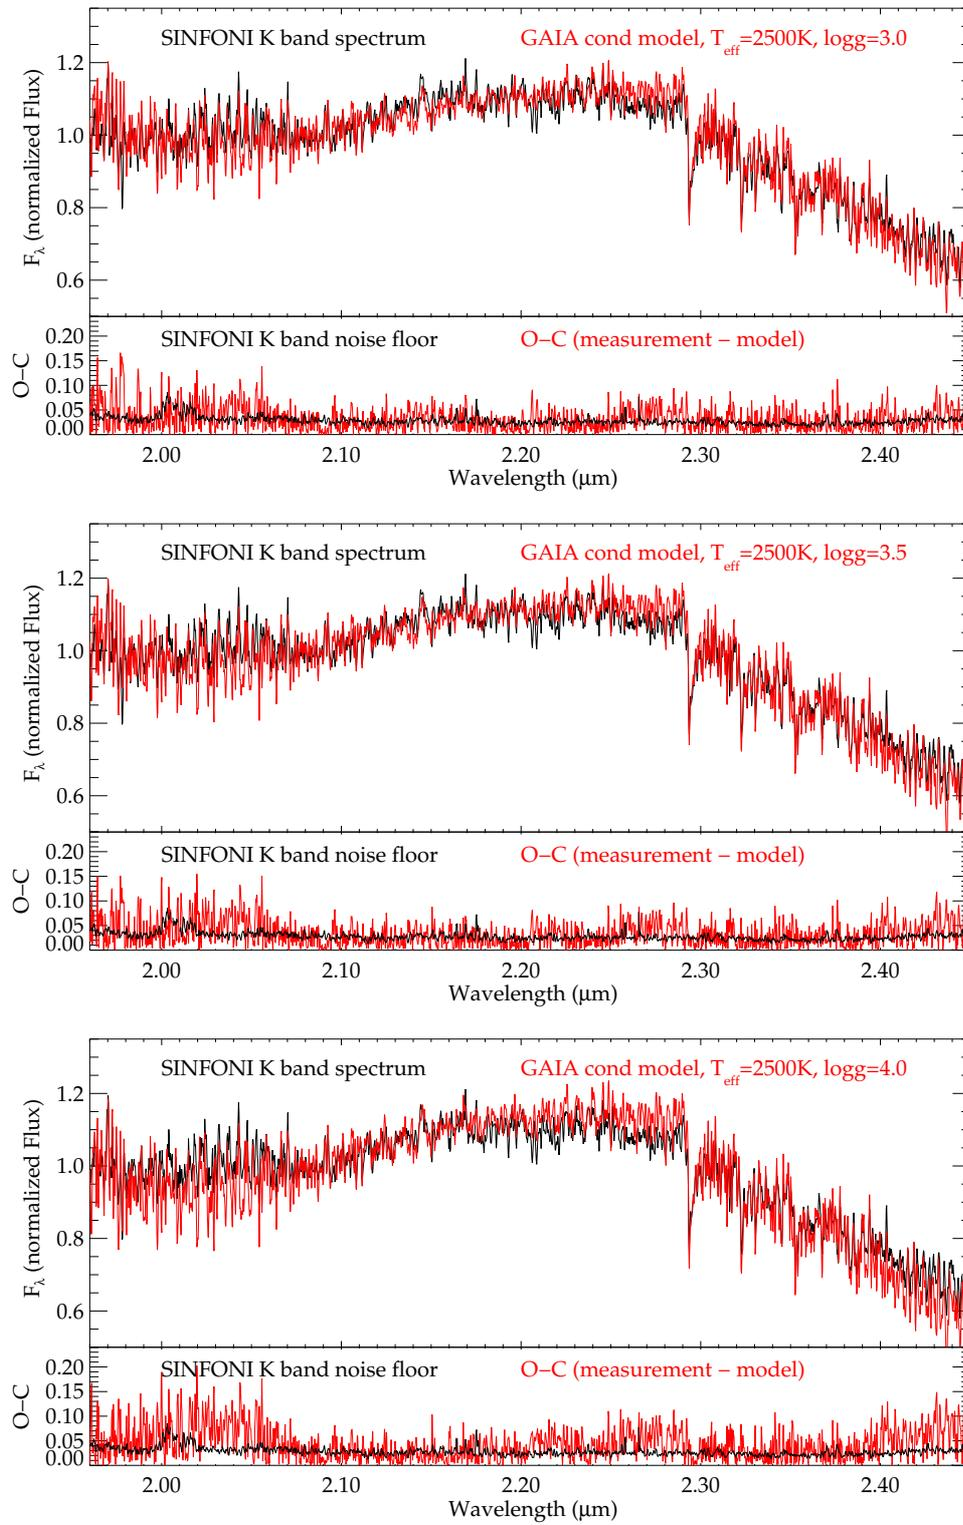 SINFONI K band spectrum GAIA cond model, Teff=2500K, logg=3.0
1.2
1.0
0.8
0.6
Fλ (normalized Flux)
SINFONI K band noise floor O−C (measurement − model)
0.20
0.15
0.10
0.05
0.00
O−C
2.00 2.10 2.20 2.30 2.40
Wavelength (μm)
SINFONI K band spectrum GAIA cond model, Teff=2500K, logg=3.5
1.2
1.0
0.8
0.6
Fλ (normalized Flux)
SINFONI K band noise floor O−C (measurement − model)
0.20
0.15
0.10
0.05
0.00
O−C
2.00 2.10 2.20 2.30 2.40
Wavelength (μm)
SINFONI K band spectrum GAIA cond model, Teff=2500K, logg=4.0
1.2
1.0
0.8
0.6
Fλ (normalized Flux)
SINFONI K band noise floor O−C (measurement − model)
0.20
0.15
0.10
0.05
0.00
O−C
2.00 2.10 2.20 2.30 2.40
Wavelength (μm)